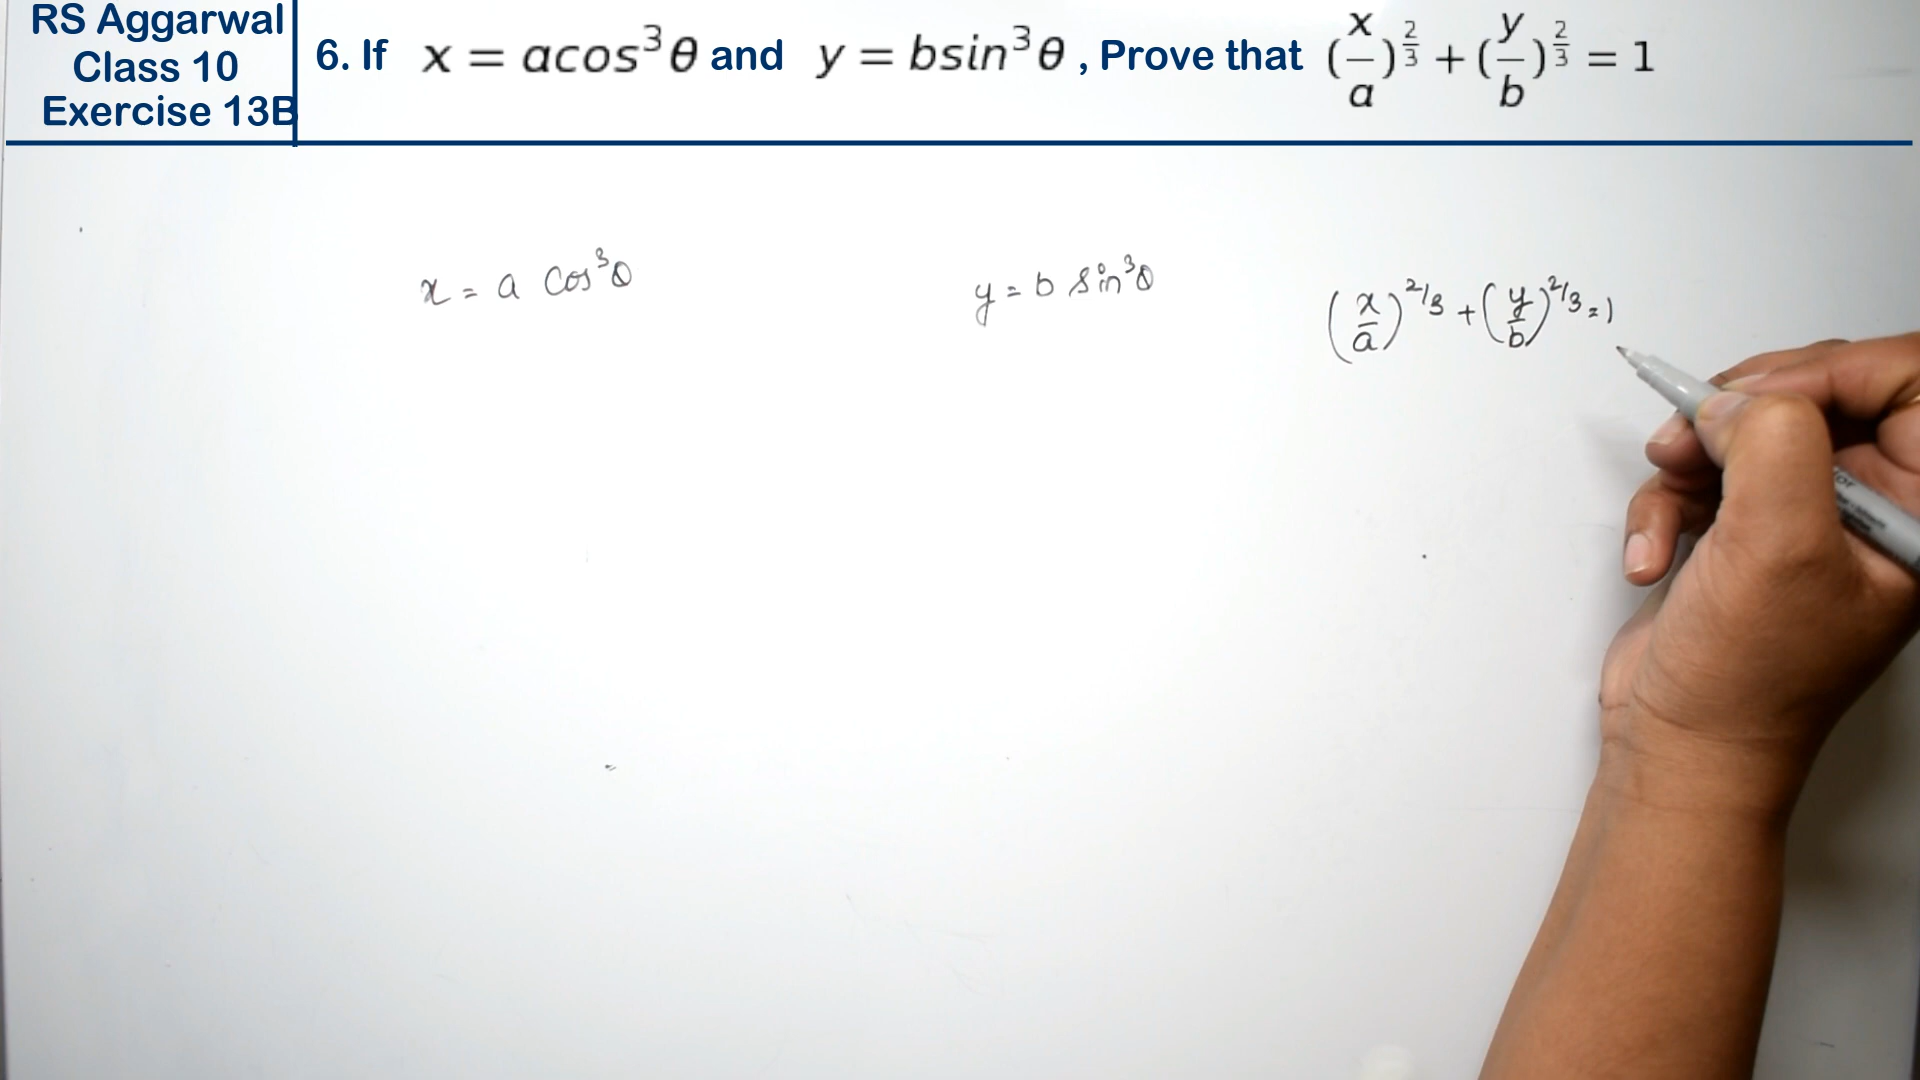 RS Aggarwal
Class 10
Exercise 13B
6. If x = acos³θ and y = bsin³θ , Prove that (x/a)^(2/3) + (y/b)^(2/3) = 1
x = a cos³θ
y = b sin³θ
(x/a)^2/3 + (y/b)^2/3 = 1